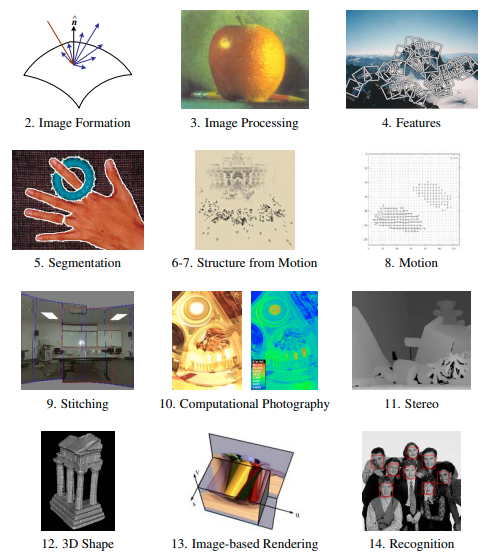 n̂
2. Image Formation
3. Image Processing
4. Features
5. Segmentation
6-7. Structure from Motion
8. Motion
9. Stitching
10. Computational Photography
11. Stereo
v
s
u
12. 3D Shape
13. Image-based Rendering
14. Recognition